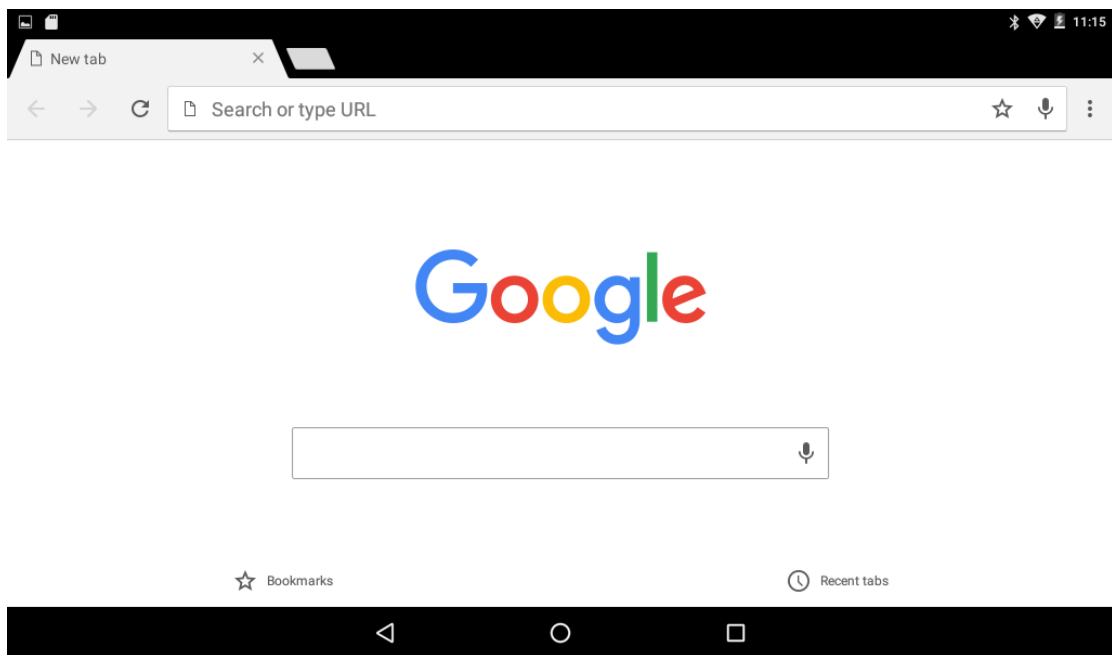 11:15
New tab
Search or type URL
Google
Bookmarks
Recent tabs